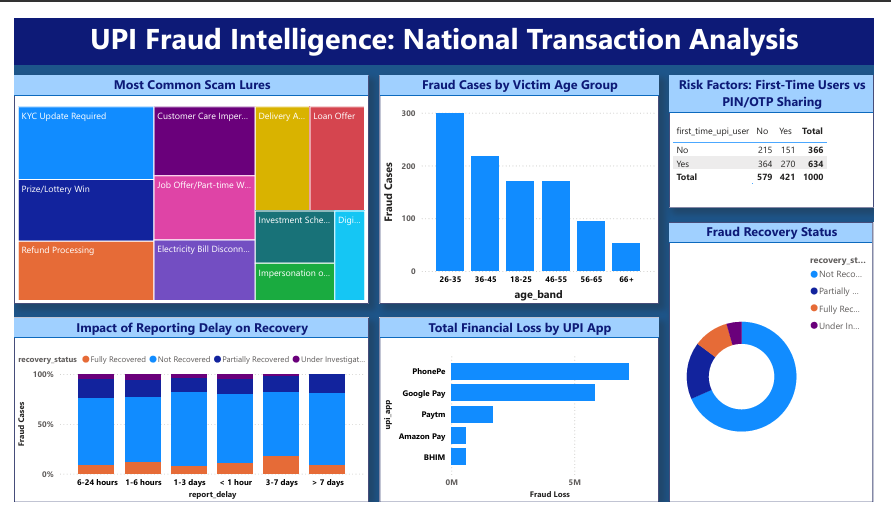 UPI Fraud Intelligence: National Transaction Analysis
Most Common Scam Lures
KYC Update Required
Prize/Lottery Win
Refund Processing
Customer Care Imper...
Job Offer/Part-time W...
Electricity Bill Disconn...
Delivery A...
Loan Offer
Investment Sche...
Impersonation o...
Digi...
Fraud Cases by Victim Age Group
Fraud Cases
300
200
100
0
26-35 36-45 18-25 46-55 56-65 66+
age_band
Risk Factors: First-Time Users vs
PIN/OTP Sharing
first_time_upi_user No Yes Total
No 215 151 366
Yes 364 270 634
Total 579 421 1000
Fraud Recovery Status
recovery_st...
Not Reco...
Partially ...
Fully Rec...
Under In...
Impact of Reporting Delay on Recovery
recovery_status Fully Recovered Not Recovered Partially Recovered Under Investigat...
Fraud Cases
100%
50%
0%
6-24 hours 1-6 hours 1-3 days < 1 hour 3-7 days > 7 days
report_delay
Total Financial Loss by UPI App
upi_app
PhonePe
Google Pay
Paytm
Amazon Pay
BHIM
0M 5M
Fraud Loss